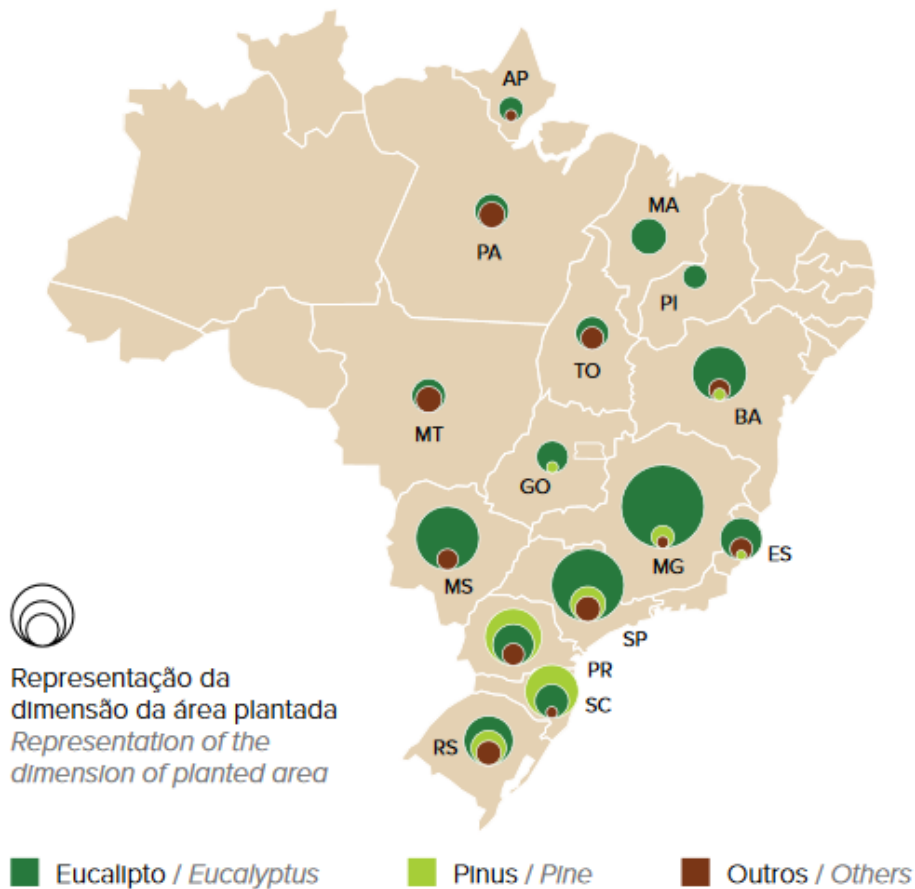 AP
MA
PA
PI
TO
BA
MT
GO
MG
ES
MS
SP
PR
SC
RS
Representação da
dimensão da área plantada
Representation of the
dimension of planted area
Eucalipto / Eucalyptus
Pinus / Pine
Outros / Others